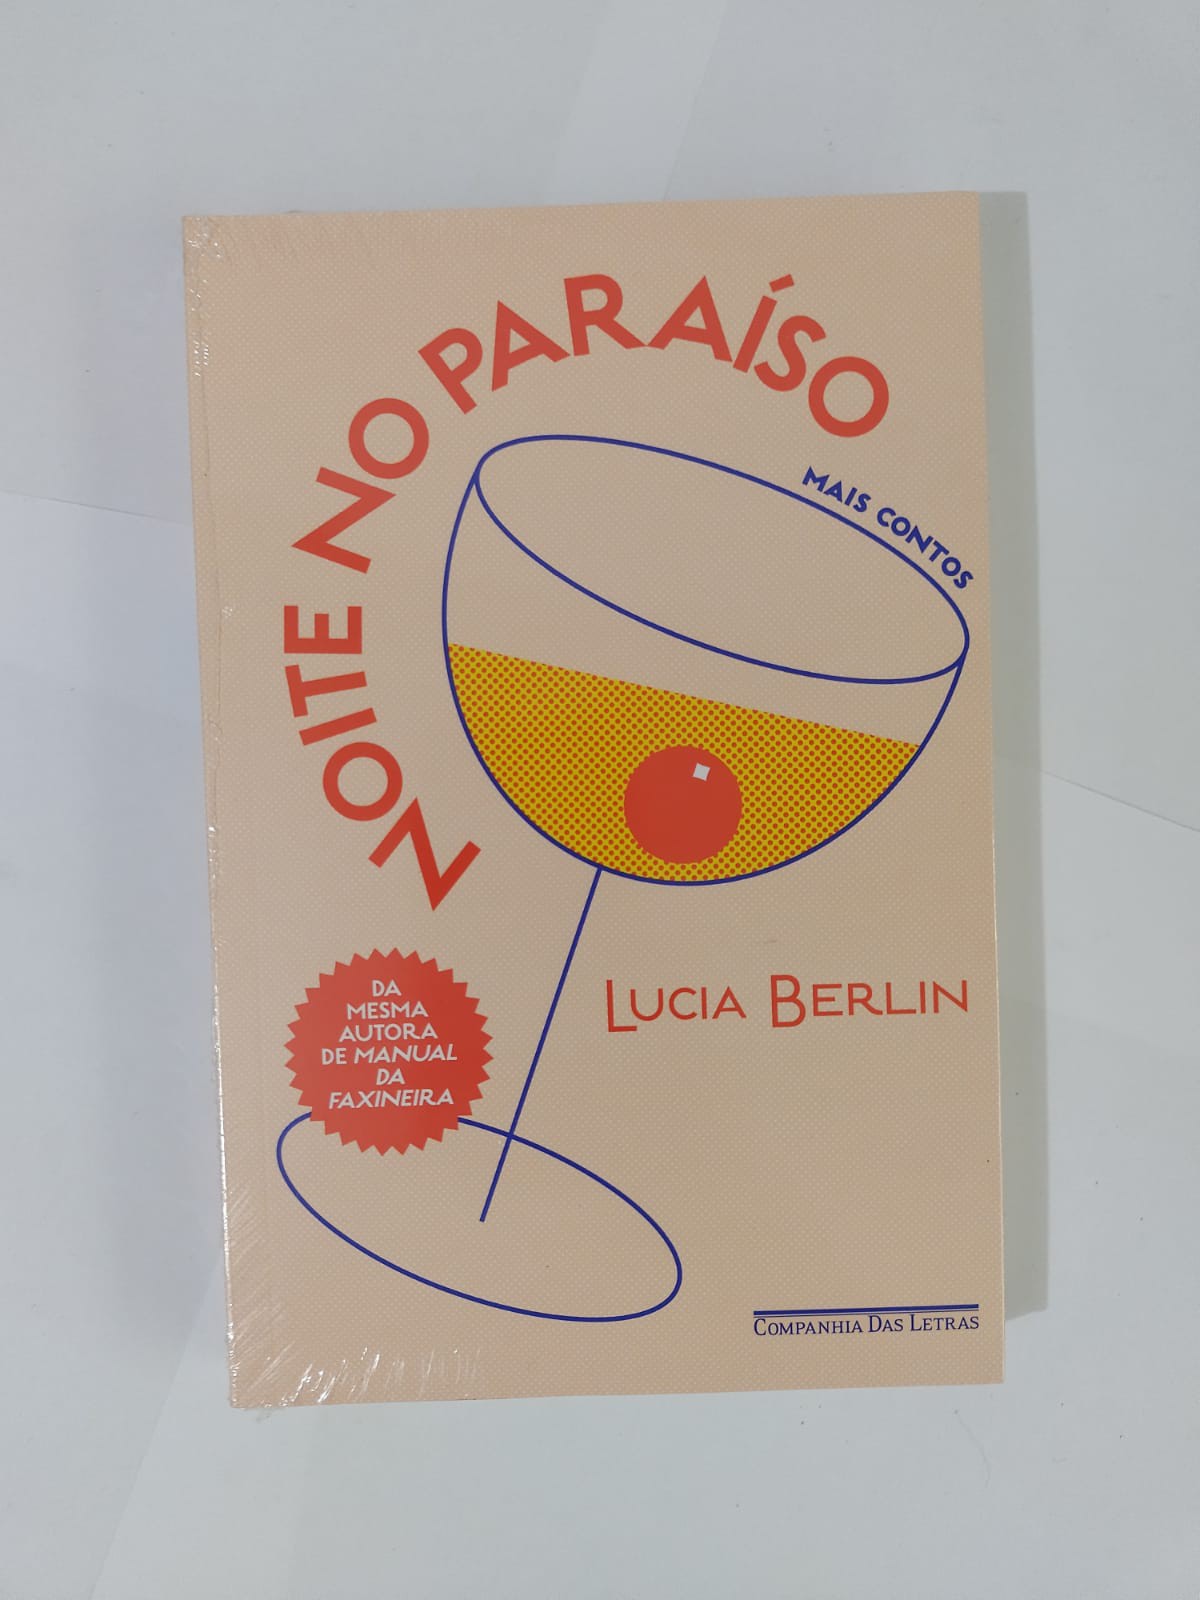 NOITE NO PARAÍSO
MAIS CONTOS
LUCIA BERLIN
DA
MESMA
AUTORA
DE MANUAL
DA
FAXINEIRA
COMPANHIA DAS LETRAS